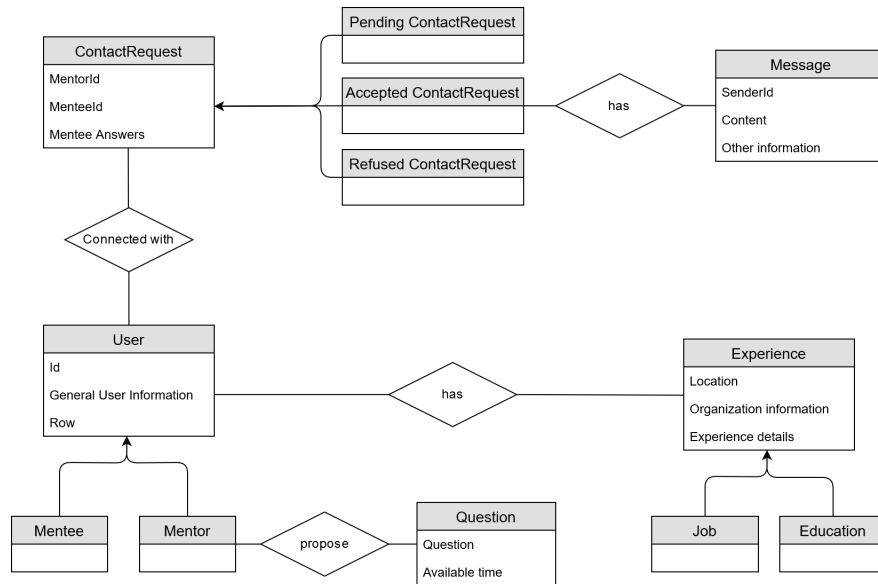 Pending ContactRequest
ContactRequest
MentorId
MenteeId
Mentee Answers
Accepted ContactRequest
has
Message
SenderId
Content
Other information
Refused ContactRequest
Connected with
User
Id
General User Information
Row
has
Experience
Location
Organization information
Experience details
Mentee
Mentor
propose
Question
Question
Available time
Job
Education